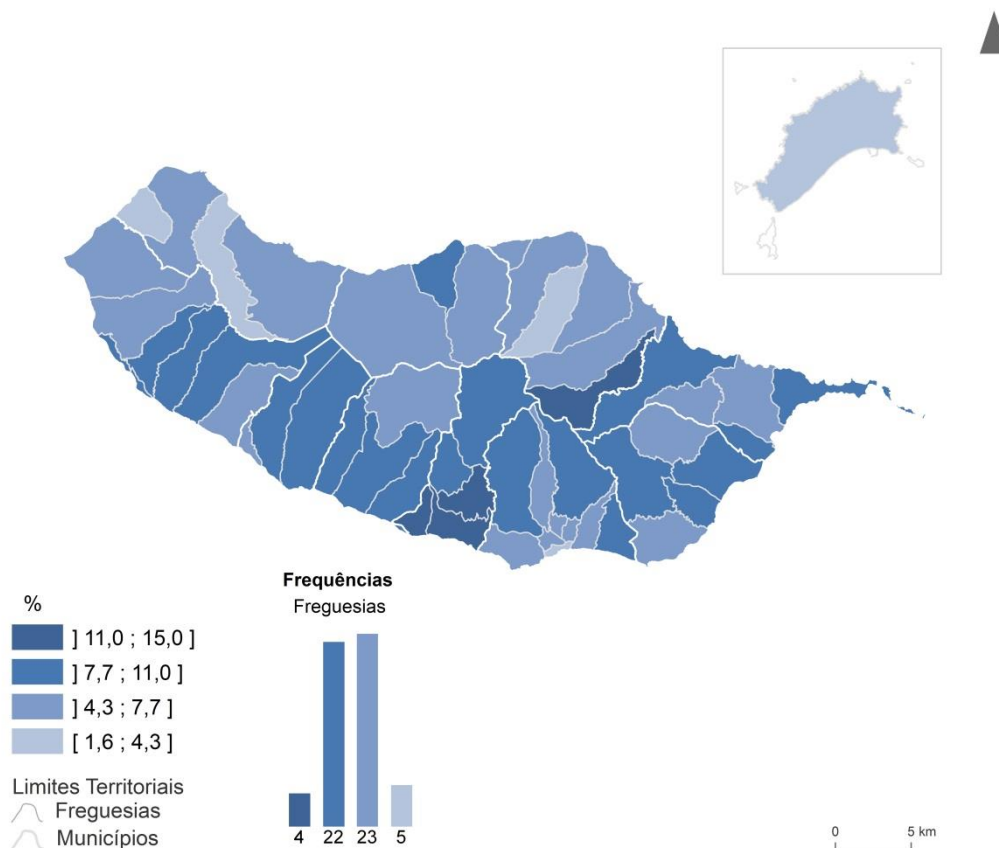 %
] 11,0 ; 15,0 ]
] 7,7 ; 11,0 ]
] 4,3 ; 7,7 ]
[ 1,6 ; 4,3 ]
Limites Territoriais
Freguesias
Municípios
Frequências
Freguesias
4 22 23 5
0 5 km